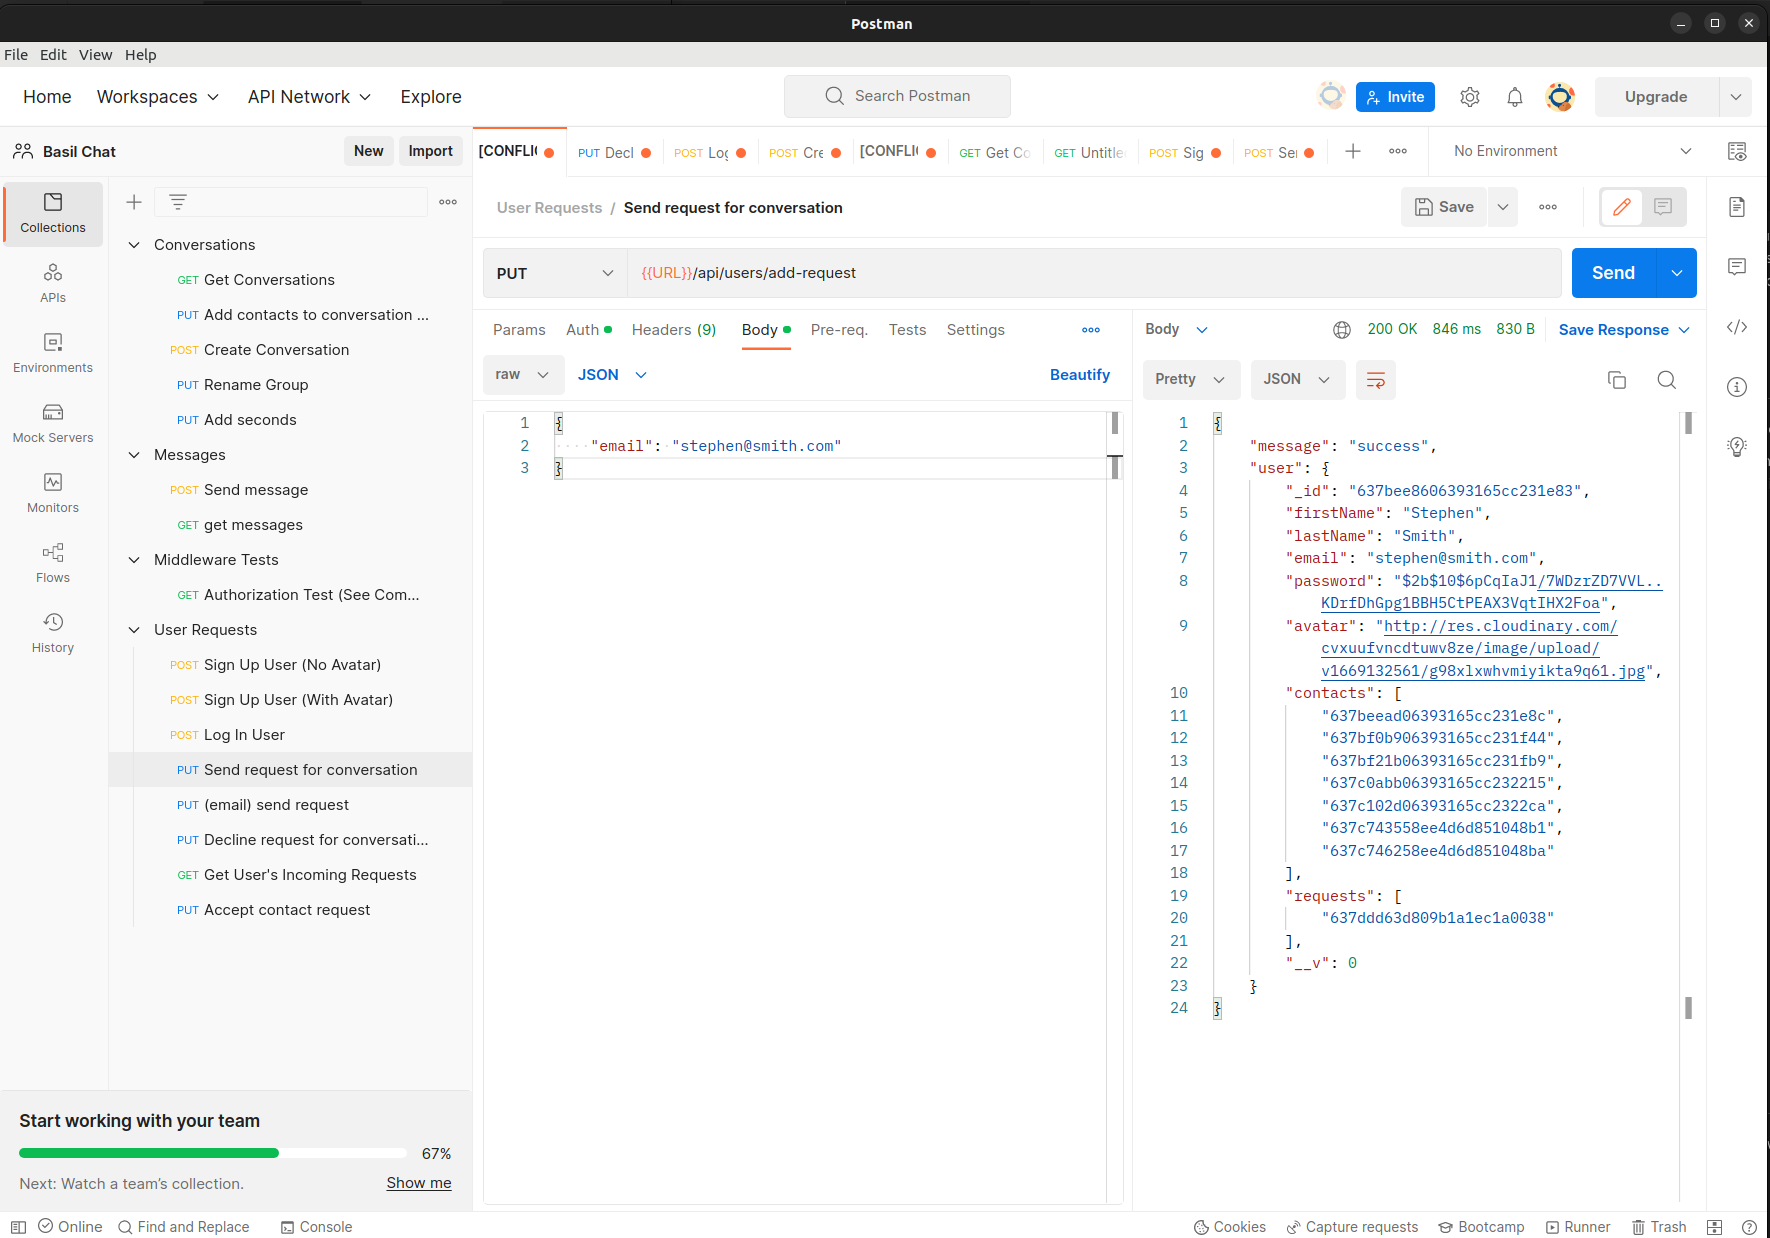 Postman
File Edit View Help
Home Workspaces API Network Explore
Search Postman
Invite
Upgrade
Basil Chat
New Import
[CONFLI
PUT Decl
POST Log
POST Cre
[CONFLI
GET Get Co
GET Untitle
POST Sig
POST Sen
No Environment
Collections
APIs
Environments
Mock Servers
Monitors
Flows
History
Conversations
GET Get Conversations
PUT Add contacts to conversation ...
POST Create Conversation
PUT Rename Group
PUT Add seconds
Messages
POST Send message
GET get messages
Middleware Tests
GET Authorization Test (See Com...
User Requests
POST Sign Up User (No Avatar)
POST Sign Up User (With Avatar)
POST Log In User
PUT Send request for conversation
PUT (email) send request
PUT Decline request for conversati...
GET Get User's Incoming Requests
PUT Accept contact request
Start working with your team
67%
Next: Watch a team's collection.
Show me
User Requests / Send request for conversation
Save
PUT
{{URL}}/api/users/add-request
Send
Params Auth Headers (9) Body Pre-req. Tests Settings
raw JSON Beautify
1 {
2 "email": "stephen@smith.com"
3 }
Body
200 OK 846 ms 830 B Save Response
Pretty JSON
1 {
2 "message": "success",
3 "user": {
4 "_id": "637bee8606393165cc231e83",
5 "firstName": "Stephen",
6 "lastName": "Smith",
7 "email": "stephen@smith.com",
8 "password": "$2b$10$6pCqIaJ1/7WDzrZD7VVL..
KDrfDhGpg1BBH5CtPEAX3VqtIHX2Foa",
9 "avatar": "http://res.cloudinary.com/
cvxuufvncdtuwv8ze/image/upload/
v1669132561/g98xlxwhvmiyikta9q61.jpg",
10 "contacts": [
11 "637beead06393165cc231e8c",
12 "637bf0b906393165cc231f44",
13 "637bf21b06393165cc231fb9",
14 "637c0abb06393165cc232215",
15 "637c102d06393165cc2322ca",
16 "637c743558ee4d6d851048b1",
17 "637c746258ee4d6d851048ba"
18 ],
19 "requests": [
20 "637ddd63d809b1a1ec1a0038"
21 ],
22 "__v": 0
23 }
24 }
Online Find and Replace Console
Cookies Capture requests Bootcamp Runner Trash